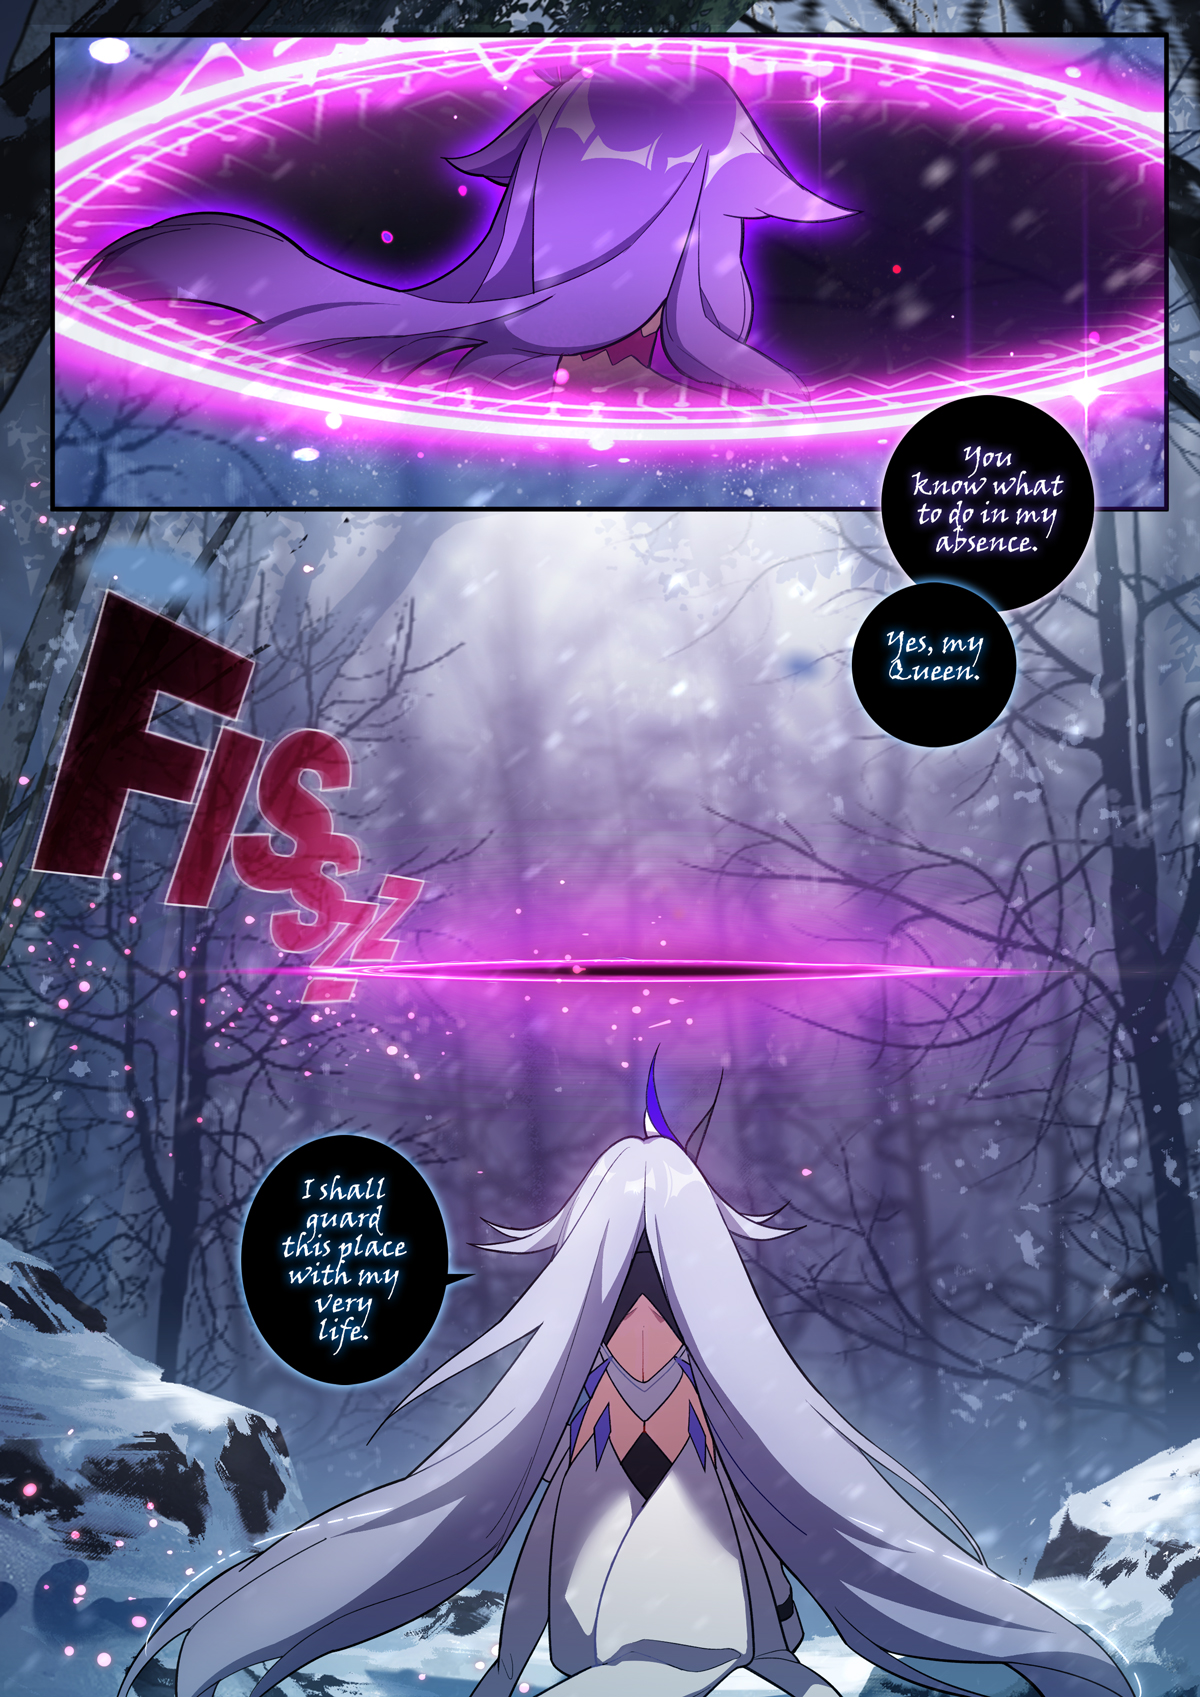 You
know what
to do in my
absence.
Yes, my
Queen.
FISSZZ
I shall
guard
this place
with my
very
life.